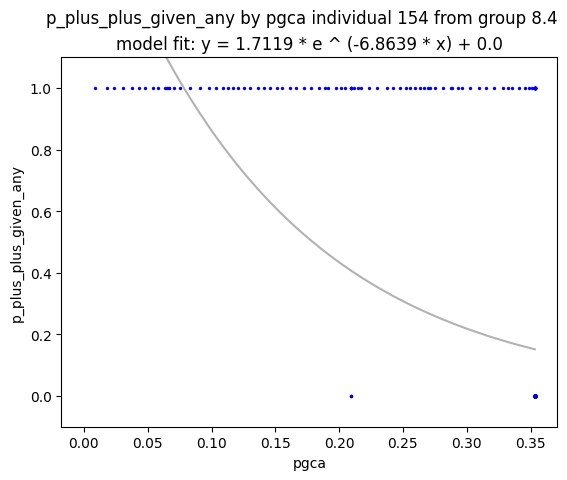 p_plus_plus_given_any by pgca individual 154 from group 8.4
model fit: y = 1.7119 * e ^ (-6.8639 * x) + 0.0
1.0
0.8
0.6
0.4
0.2
0.0
p_plus_plus_given_any
0.00 0.05 0.10 0.15 0.20 0.25 0.30 0.35
pgca